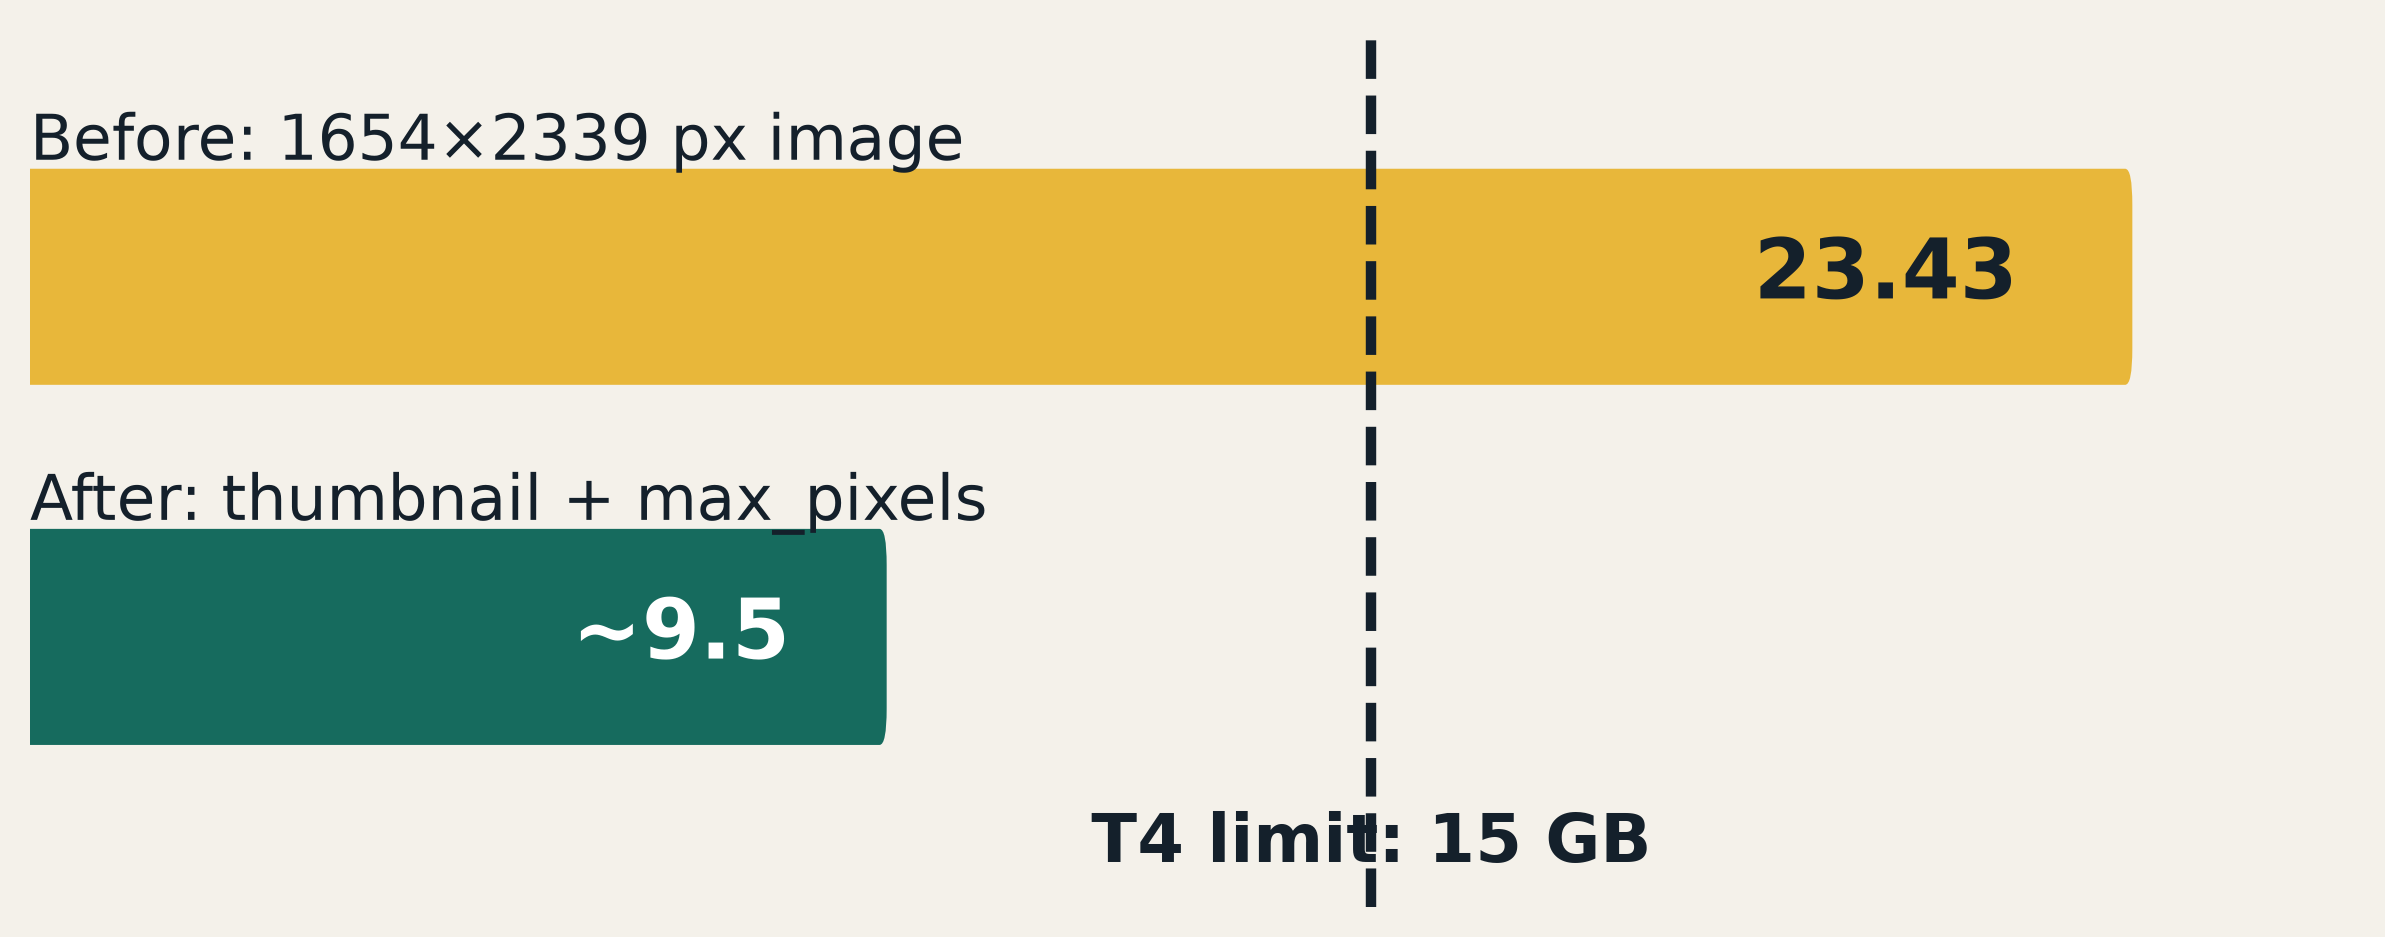 Before: 1654×2339 px image
23.43
After: thumbnail + max_pixels
~9.5
T4 limit: 15 GB